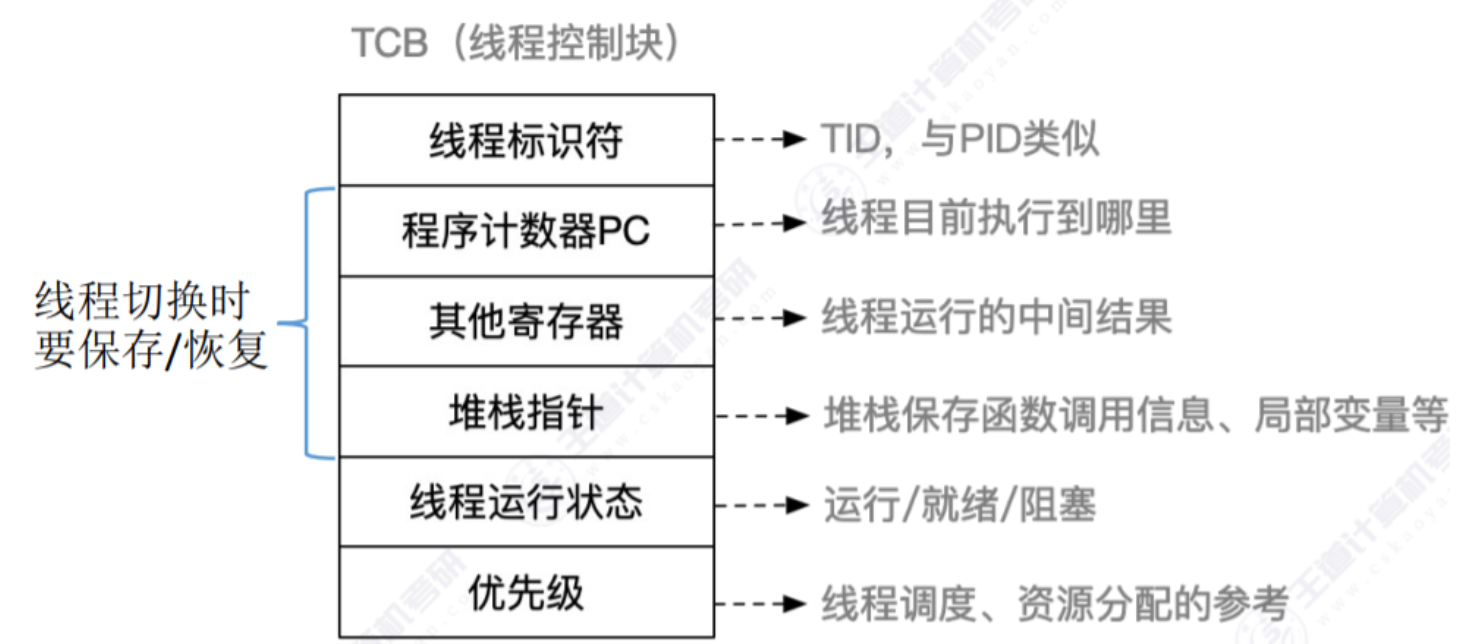 TCB（线程控制块）
线程标识符
TID，与PID类似
程序计数器PC
线程目前执行到哪里
线程切换时
要保存/恢复
其他寄存器
线程运行的中间结果
堆栈指针
堆栈保存函数调用信息、局部变量等
线程运行状态
运行/就绪/阻塞
优先级
线程调度、资源分配的参考
王道计算机考研
www.cskaoyan.com